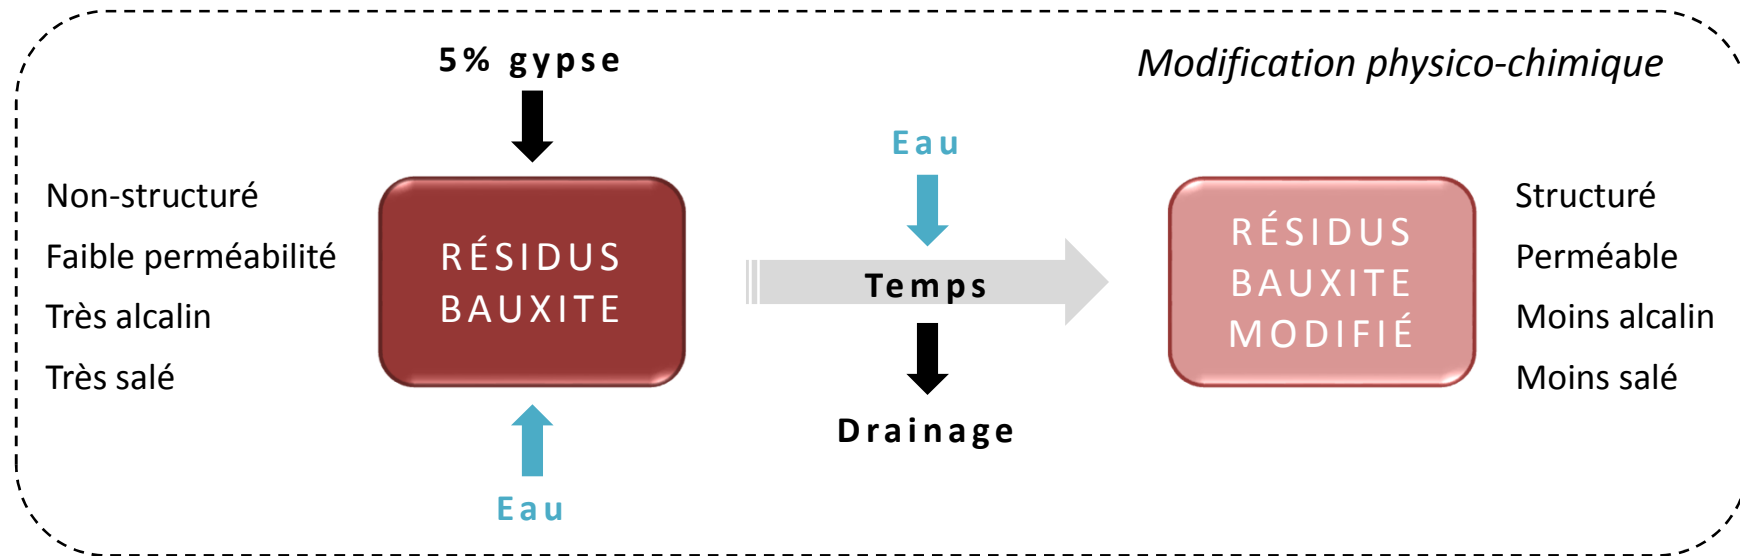 5% gypse
Modification physico-chimique
Non-structuré
Faible perméabilité
Très alcalin
Très salé
RÉSIDUS
BAUXITE
Eau
Eau
Temps
Drainage
RÉSIDUS
BAUXITE
MODIFIÉ
Structuré
Perméable
Moins alcalin
Moins salé